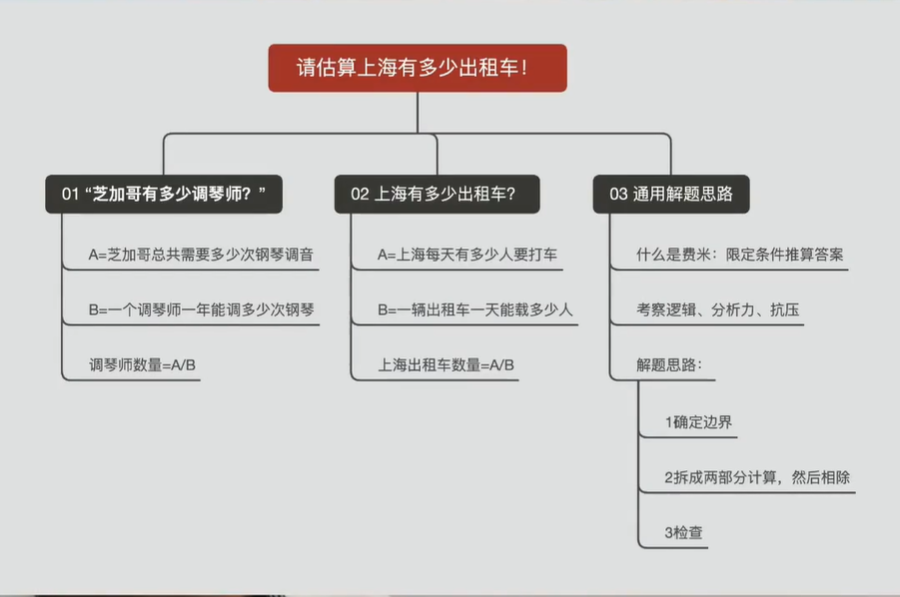 请估算上海有多少出租车！
01 “芝加哥有多少调琴师？”
A=芝加哥总共需要多少次钢琴调音
B=一个调琴师一年能调多少次钢琴
调琴师数量=A/B
02 上海有多少出租车？
A=上海每天有多少人要打车
B=一辆出租车一天能载多少人
上海出租车数量=A/B
03 通用解题思路
什么是费米：限定条件推算答案
考察逻辑、分析力、抗压
解题思路：
1确定边界
2拆成两部分计算，然后相除
3检查